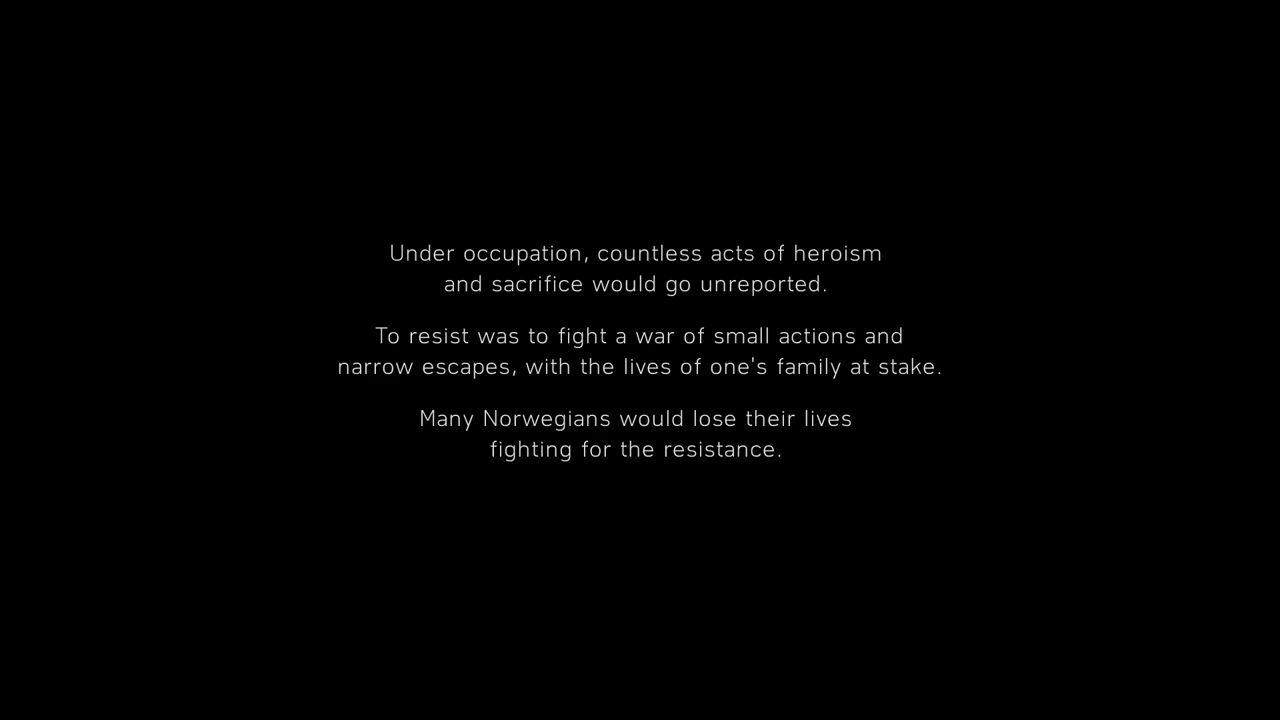 Under occupation, countless acts of heroism
and sacrifice would go unreported.
To resist was to fight a war of small actions and
narrow escapes, with the lives of one's family at stake.
Many Norwegians would lose their lives
fighting for the resistance.